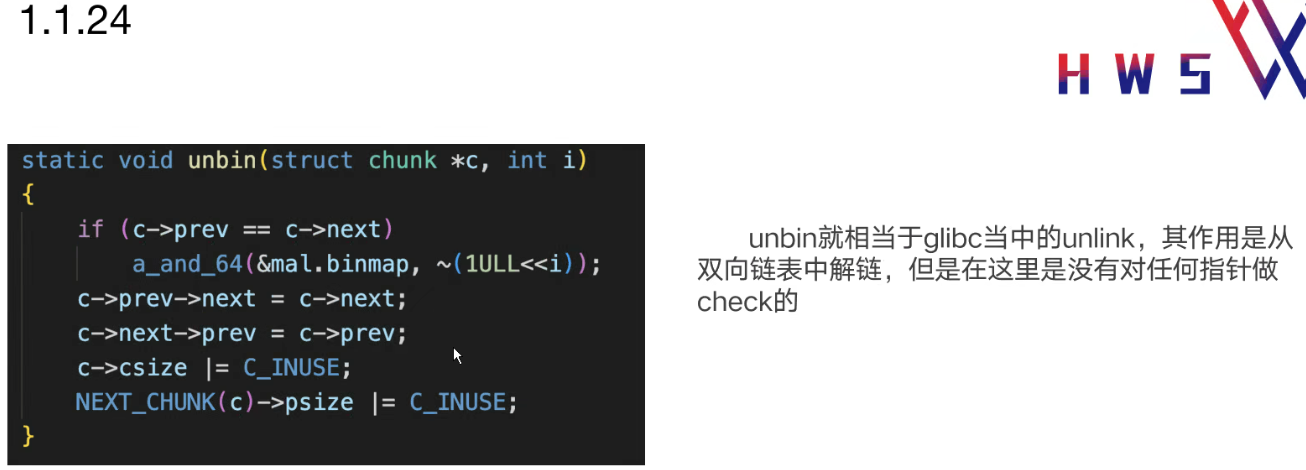 1.1.24
HWS
static void unbin(struct chunk *c, int i)
{
    if (c->prev == c->next)
        a_and_64(&mal.binmap, ~(1ULL<<i));
    c->prev->next = c->next;
    c->next->prev = c->prev;
    c->csize |= C_INUSE;
    NEXT_CHUNK(c)->psize |= C_INUSE;
}
unbin就相当于glibc当中的unlink，其作用是从
双向链表中解链，但是在这里是没有对任何指针做
check的